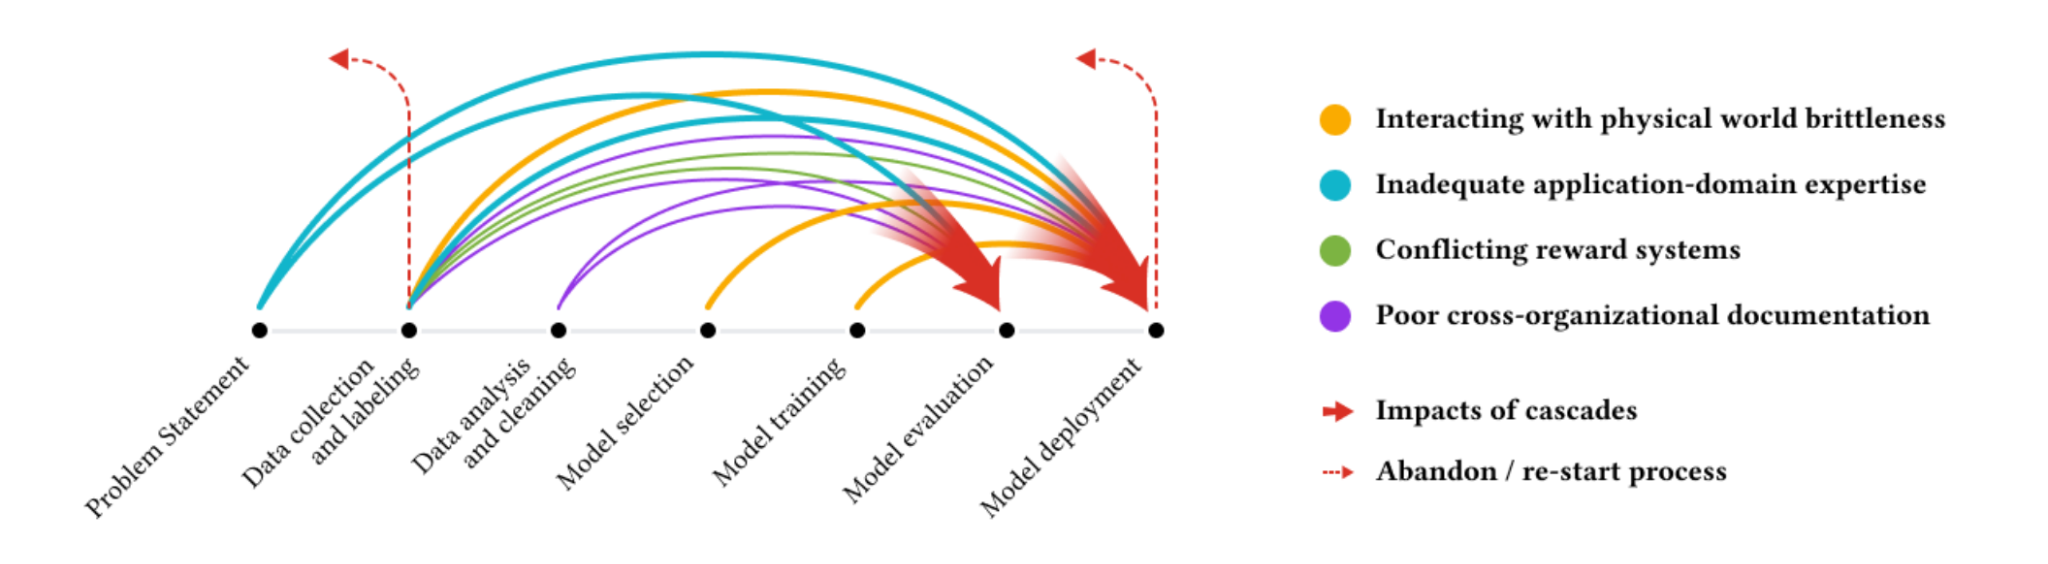 Interacting with physical world brittleness
Inadequate application-domain expertise
Conflicting reward systems
Poor cross-organizational documentation
Impacts of cascades
Abandon / re-start process
Problem Statement
Data collection
and labeling
Data analysis
and cleaning
Model selection
Model training
Model evaluation
Model deployment